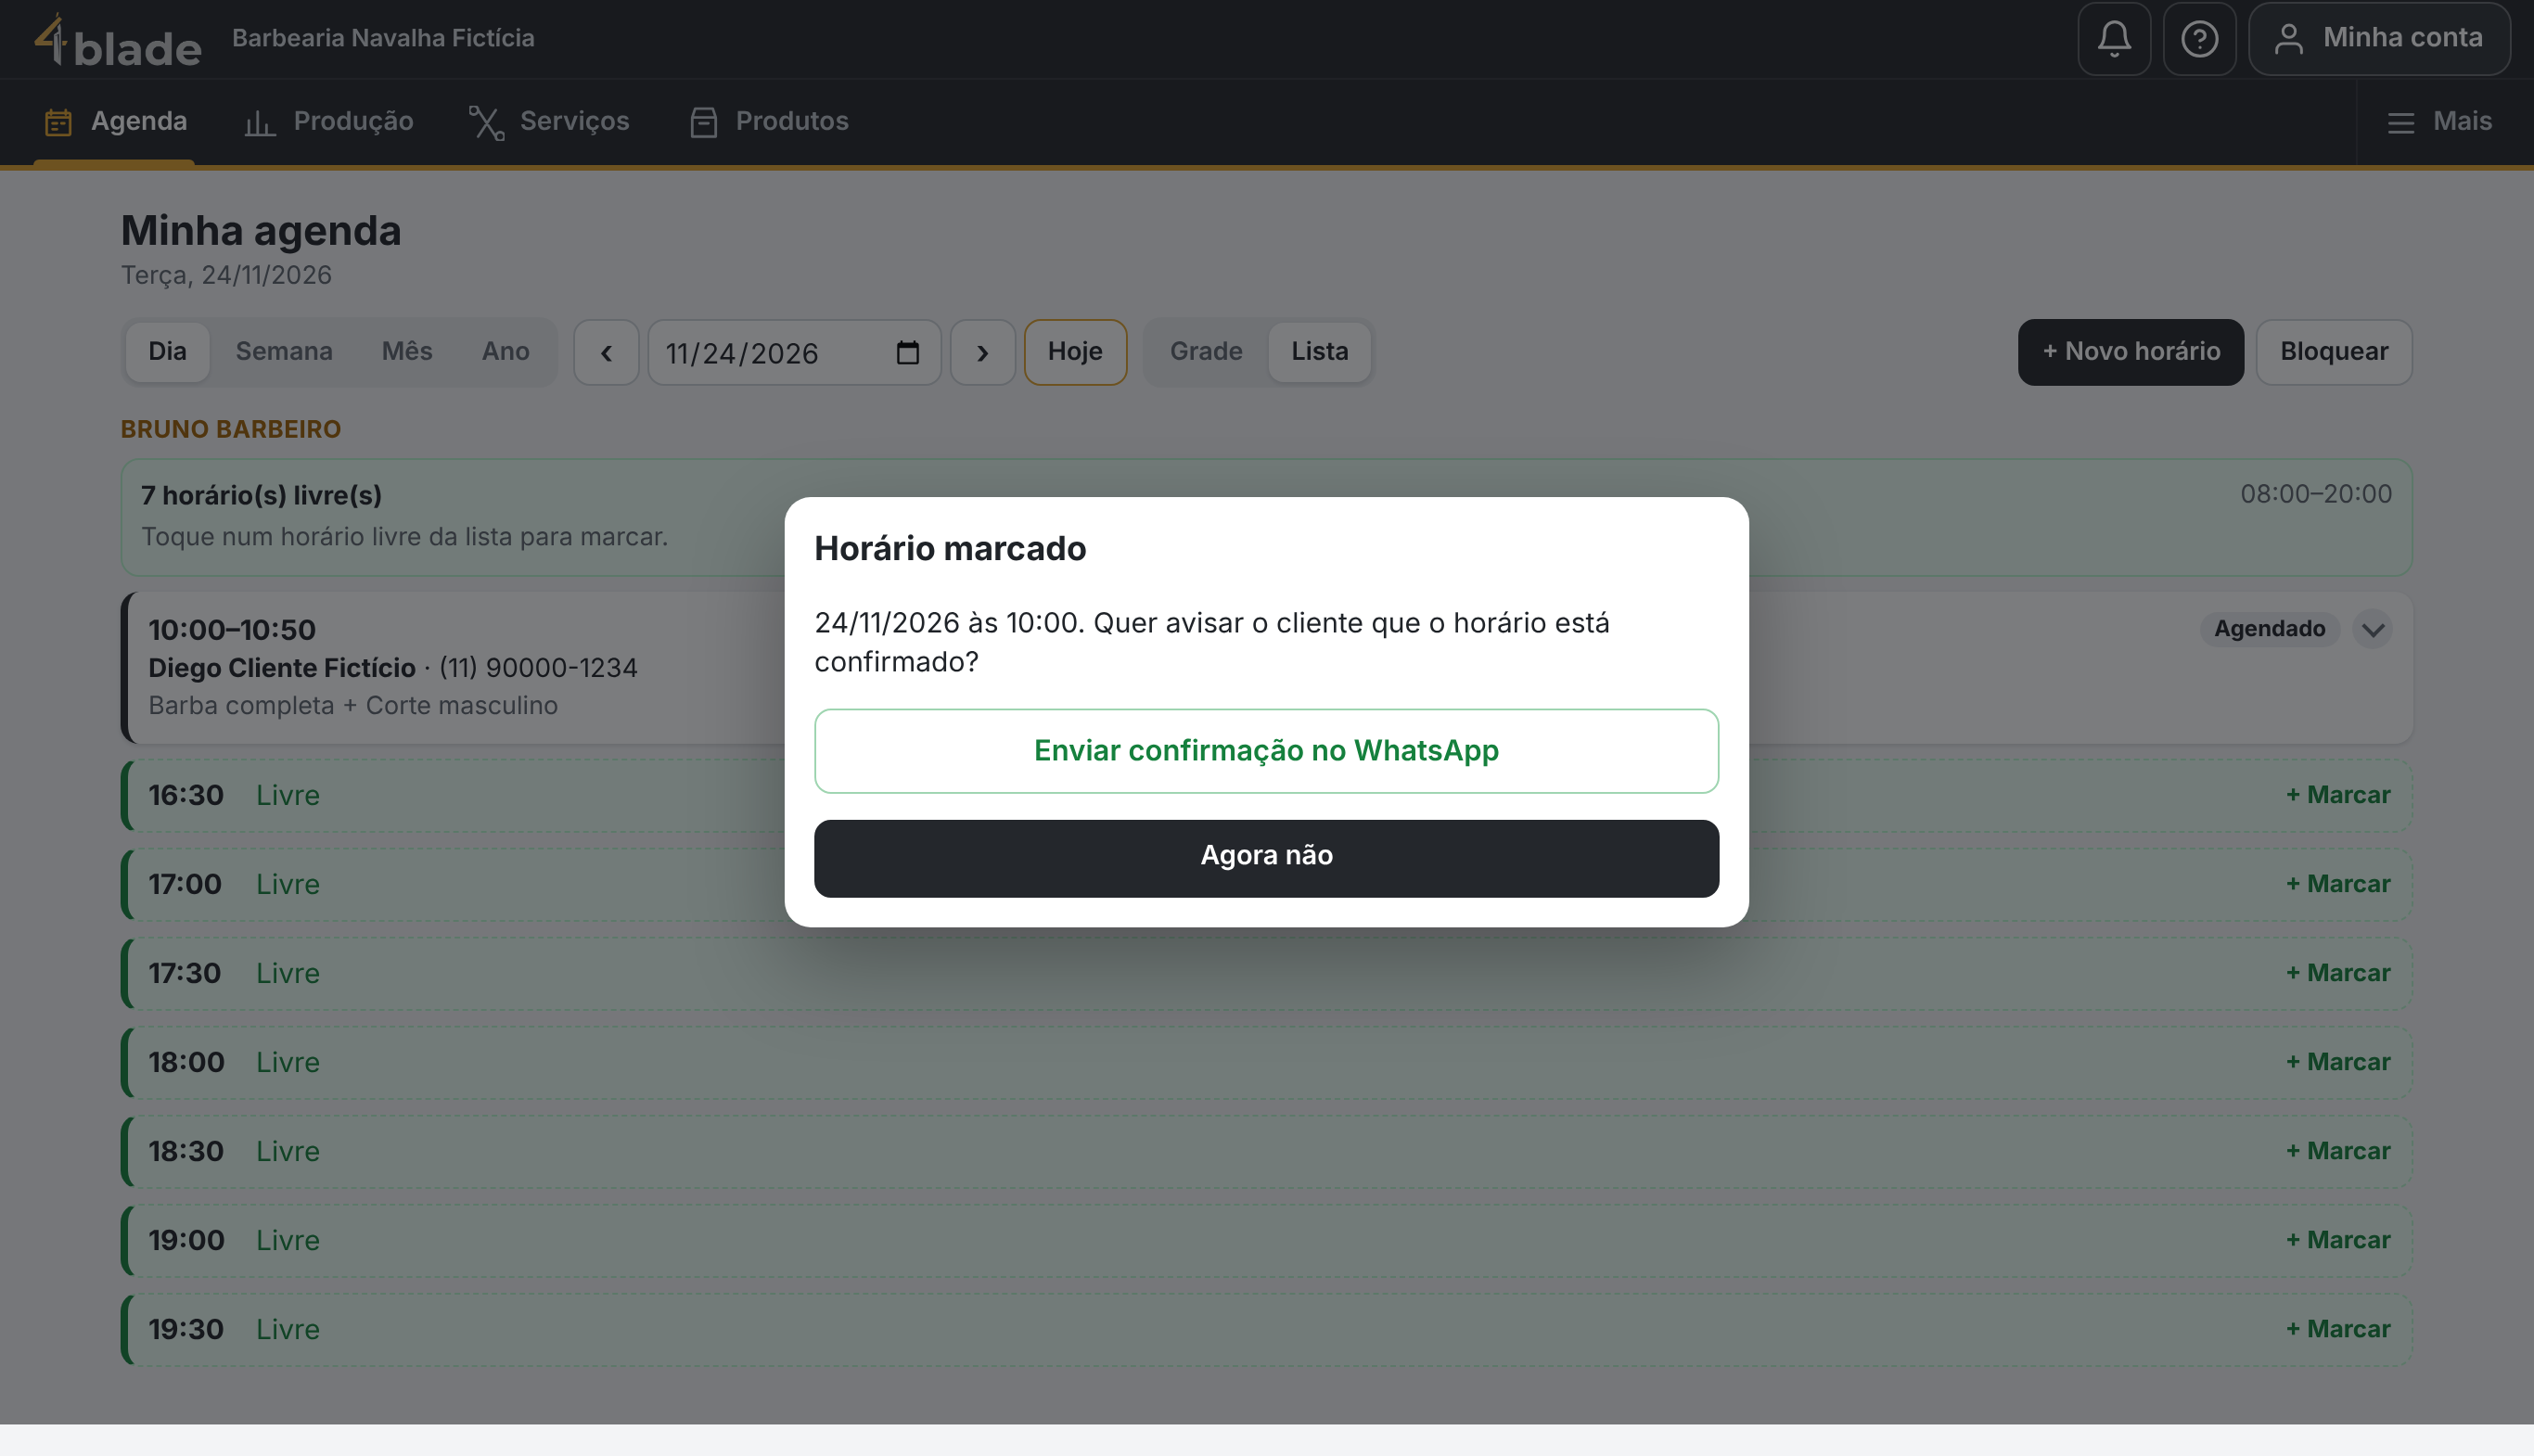 4blade Barbearia Navalha Fictícia Minha conta
Agenda Produção Serviços Produtos Mais
Minha agenda
Terça, 24/11/2026
Dia Semana Mês Ano ‹ 11/24/2026 › Hoje Grade Lista + Novo horário Bloquear
BRUNO BARBEIRO
7 horário(s) livre(s) 08:00–20:00
Toque num horário livre da lista para marcar.
10:00–10:50 Agendado
Diego Cliente Fictício · (11) 90000-1234
Barba completa + Corte masculino
Horário marcado
24/11/2026 às 10:00. Quer avisar o cliente que o horário está
confirmado?
Enviar confirmação no WhatsApp
Agora não
16:30 Livre + Marcar
17:00 Livre + Marcar
17:30 Livre + Marcar
18:00 Livre + Marcar
18:30 Livre + Marcar
19:00 Livre + Marcar
19:30 Livre + Marcar